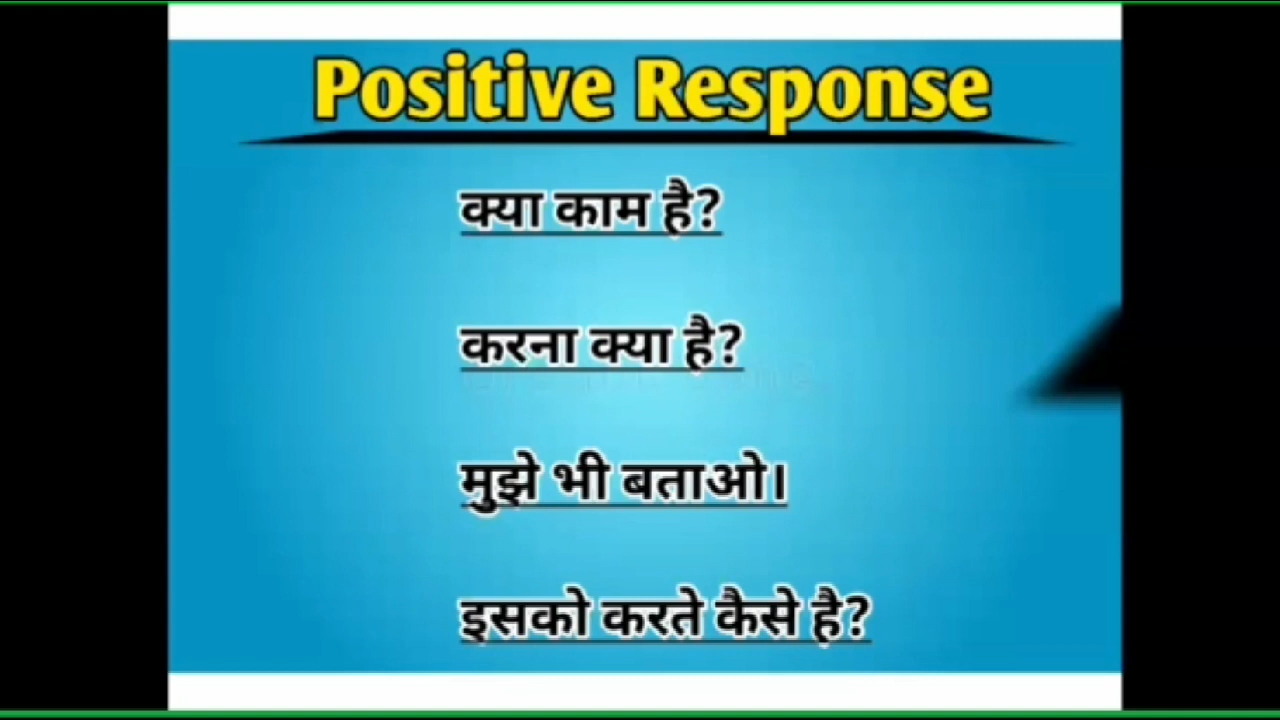 Positive Response
क्या काम है?
करना क्या है?
मुझे भी बताओ।
इसको करते कैसे है?